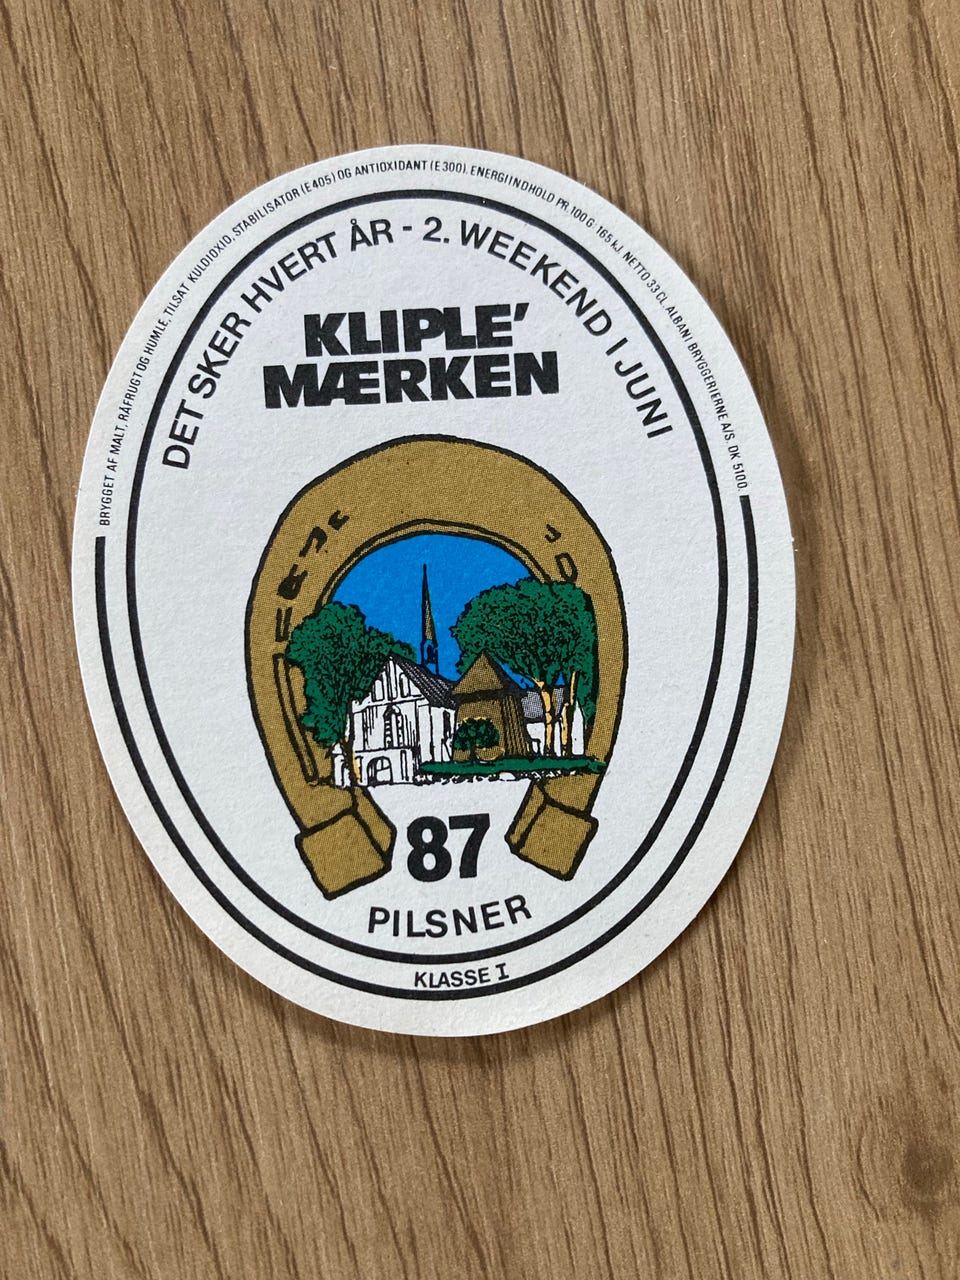 BRYGGET AF MALT, RÅFRUGT OG HUMLE, TILSAT KULDIOXID, STABILISATOR (E405) OG ANTIOXIDANT (E300). ENERGIINDHOLD PR. 100 G: 165 kJ. NETTO 33 CL. ALBANI BRYGGERIERNE A/S. DK 5100.
DET SKER HVERT ÅR - 2. WEEKEND I JUNI
KLIPLE'
MÆRKEN
87
PILSNER
KLASSE I